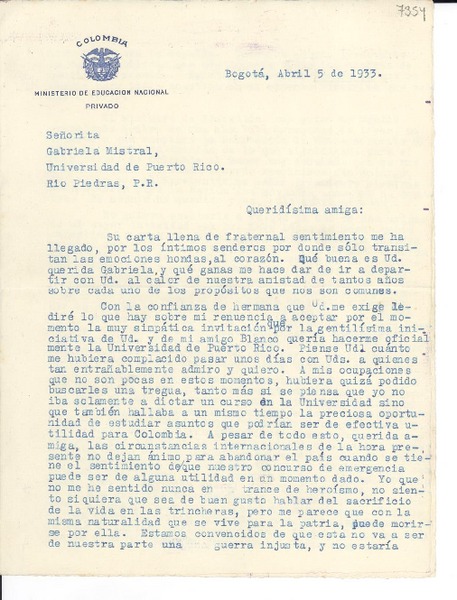 7354
COLOMBIA
MINISTERIO DE EDUCACION NACIONAL
PRIVADO
Bogotá, Abril 5 de 1933.
Señorita
Gabriela Mistral,
Universidad de Puerto Rico.
Rio Piedras, P.R.
Queridísima amiga:
Su carta llena de fraternal sentimiento me ha
llegado, por los íntimos senderos por donde sólo transi-
tan las emociones hondas, al corazón. Qué buena es Ud.
querida Gabriela, y qué ganas me hace dar de ir a depar-
tir con Ud. al calor de nuestra amistad de tantos años
sobre cada uno de los propósitos que nos son comunes.
Con la confianza de hermana que Ud. me exige le
diré lo que hay sobre mi renuencia a aceptar por el mo-
mento la muy simpática invitación que por la gentilísima ini-
ciativa de Ud. y de mi amigo Blanco quería hacerme oficial
mente la Universidad de Puerto Rico. Piense Ud. cuánto
me hubiera complacido pasar unos días con Uds. a quienes
tan entrañablemente admiro y quiero. A mis ocupaciones
que no son pocas en estos momentos, hubiera quizá podido
buscarles una tregua, tanto más si se piensa que yo no
iba solamente a dictar un curso en la Universidad sino
que también hallaba a un mismo tiempo la preciosa oportu-
nidad de estudiar asuntos que podrían ser de efectiva u-
tilidad para Colombia. A pesar de todo esto, querida a-
miga, las circunstancias internacionales de la hora pre-
sente no dejan ánimo para abandonar el país cuando se tie-
ne el sentimiento de que nuestro concurso de emergencia
puede ser de alguna utilidad en un momento dado. Yo que
no me he sentido nunca en trance de heroísmo, no sien-
to siquiera que sea de buen gusto hablar del sacrificio
de la vida en las trincheras, pero me parece que con la
misma naturalidad que se vive para la patria, puede morir-
se por ella. Estamos convencidos de que esta no va a ser
de nuestra parte una guerra injusta, y no estaría